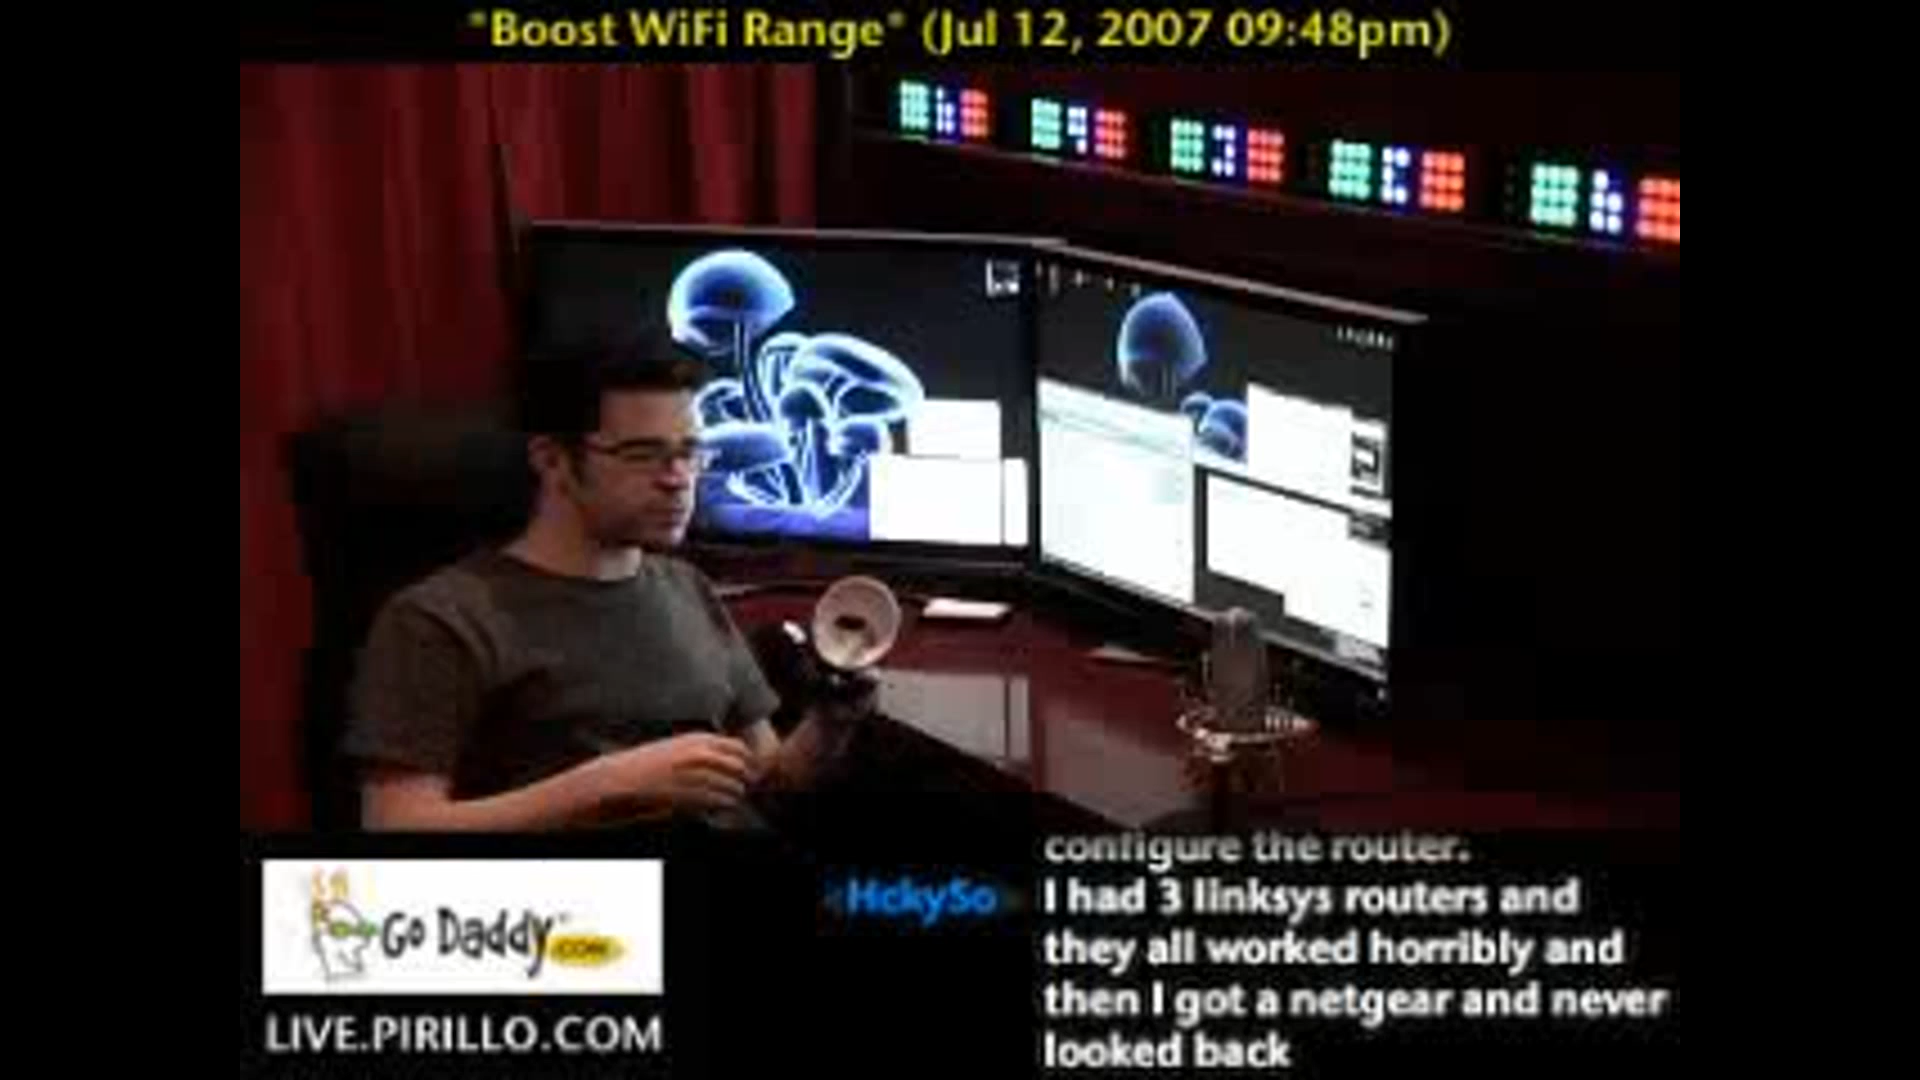 "Boost WiFi Range" (Jul 12, 2007 09:48pm)
configure the router.
<HckySo> I had 3 linksys routers and
they all worked horribly and
then I got a netgear and never
looked back
Go Daddy
.COM
LIVE.PIRILLO.COM